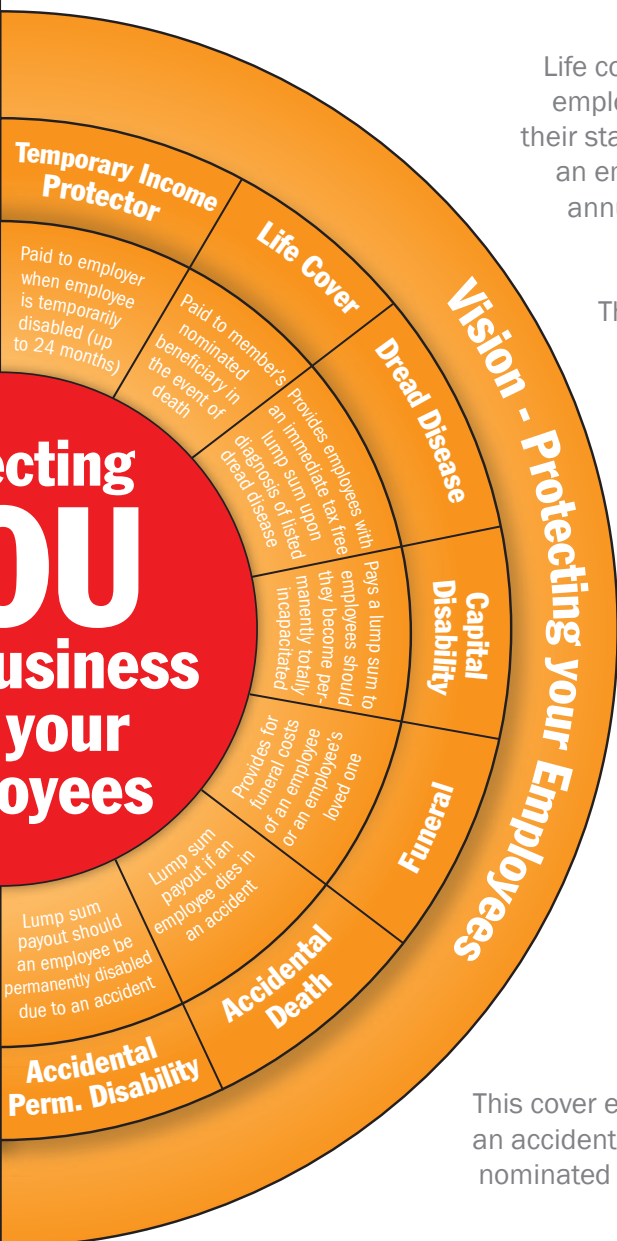 Life co
emplo
their sta
an em
annu
Th
Temporary Income
Protector
Paid to employer
when employee
is temporarily
disabled (up
to 24 months)
Life Cover
Paid to member's
nominated
beneficiary in
the event of
death
Dread Disease
Provides employees with
an immediate tax free
lump sum upon
diagnosis of listed
dread disease
Capital
Disability
Pays a lump sum to
employees should
they become per-
manently totally
incapacitated
Funeral
Provides for
funeral costs
of an employee
or an employee's
loved one
Accidental
Death
Lump sum
payout if an
employee dies in
an accident
Accidental
Perm. Disability
Lump sum
payout should
an employee be
permanently disabled
due to an accident
Vision - Protecting your Employees
ecting
OU
usiness
your
oyees
This cover e
an accident
nominated